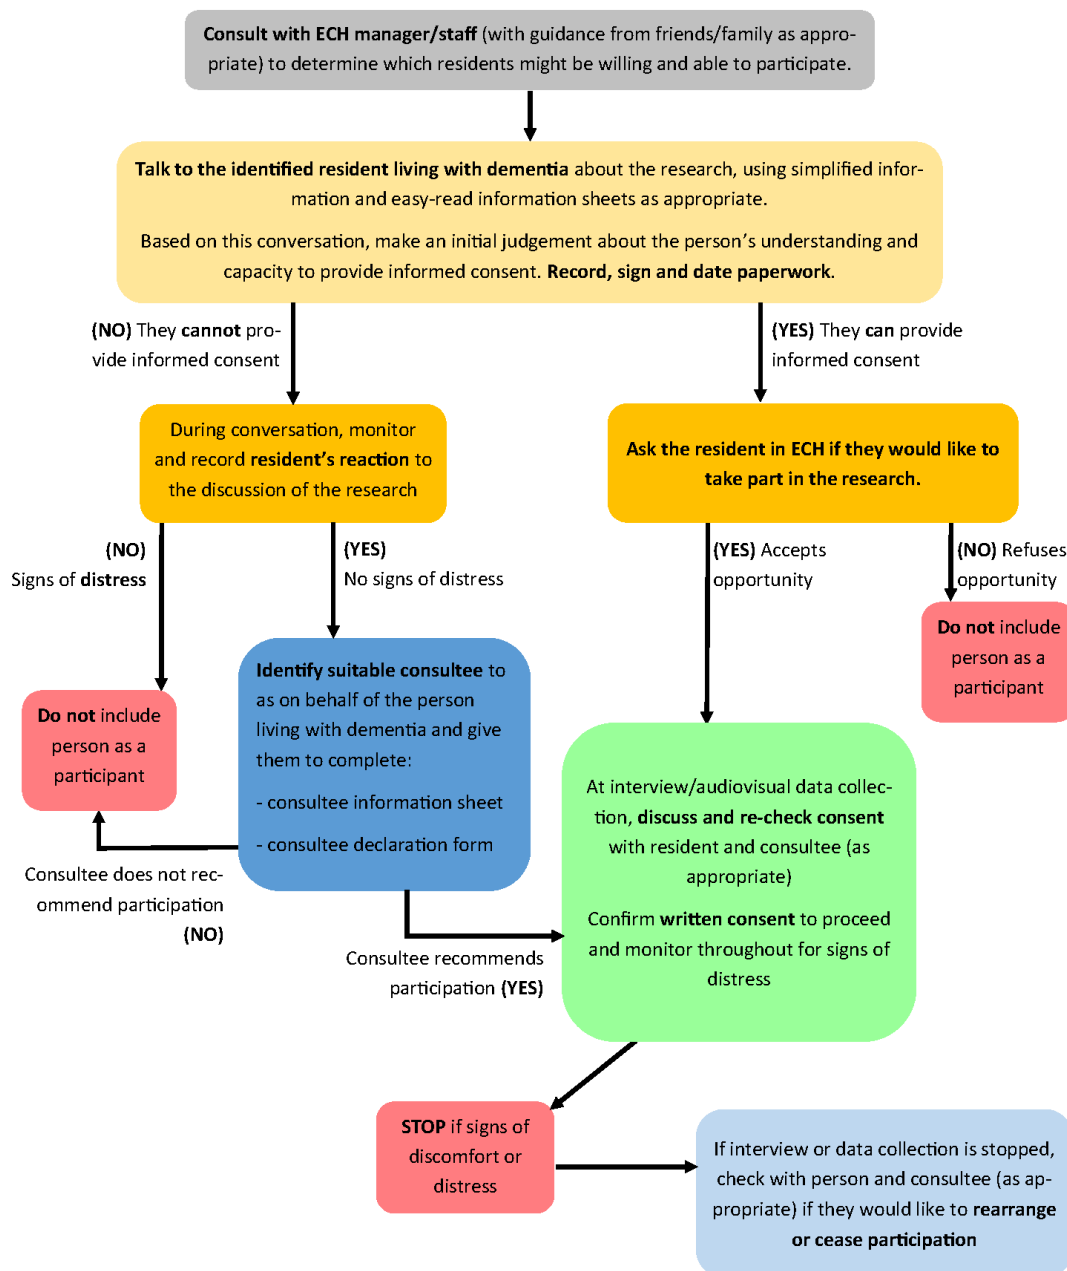 Consult with ECH manager/staff (with guidance from friends/family as appro-
priate) to determine which residents might be willing and able to participate.
Talk to the identified resident living with dementia about the research, using simplified infor-
mation and easy-read information sheets as appropriate.
Based on this conversation, make an initial judgement about the person's understanding and
capacity to provide informed consent. Record, sign and date paperwork.
(NO) They cannot pro-
vide informed consent
(YES) They can provide
informed consent
During conversation, monitor
and record resident's reaction to
the discussion of the research
Ask the resident in ECH if they would like to
take part in the research.
(NO)
Signs of distress
(YES)
No signs of distress
(YES) Accepts
opportunity
(NO) Refuses
opportunity
Do not include
person as a
participant
Identify suitable consultee to
as on behalf of the person
living with dementia and give
them to complete:
- consultee information sheet
- consultee declaration form
Do not include
person as a
participant
Consultee does not rec-
ommend participation
(NO)
Consultee recommends
participation (YES)
At interview/audiovisual data collec-
tion, discuss and re-check consent
with resident and consultee (as
appropriate)
Confirm written consent to proceed
and monitor throughout for signs of
distress
STOP if signs of
discomfort or
distress
If interview or data collection is stopped,
check with person and consultee (as ap-
propriate) if they would like to rearrange
or cease participation